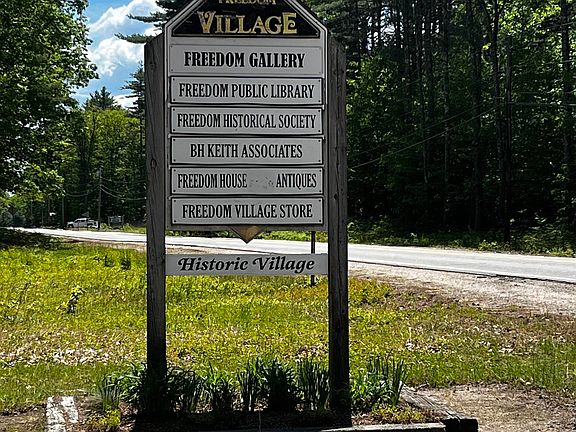 FREEDOM
VILLAGE
FREEDOM GALLERY
FREEDOM PUBLIC LIBRARY
FREEDOM HISTORICAL SOCIETY
BH KEITH ASSOCIATES
FREEDOM HOUSE ANTIQUES
FREEDOM VILLAGE STORE
Historic Village